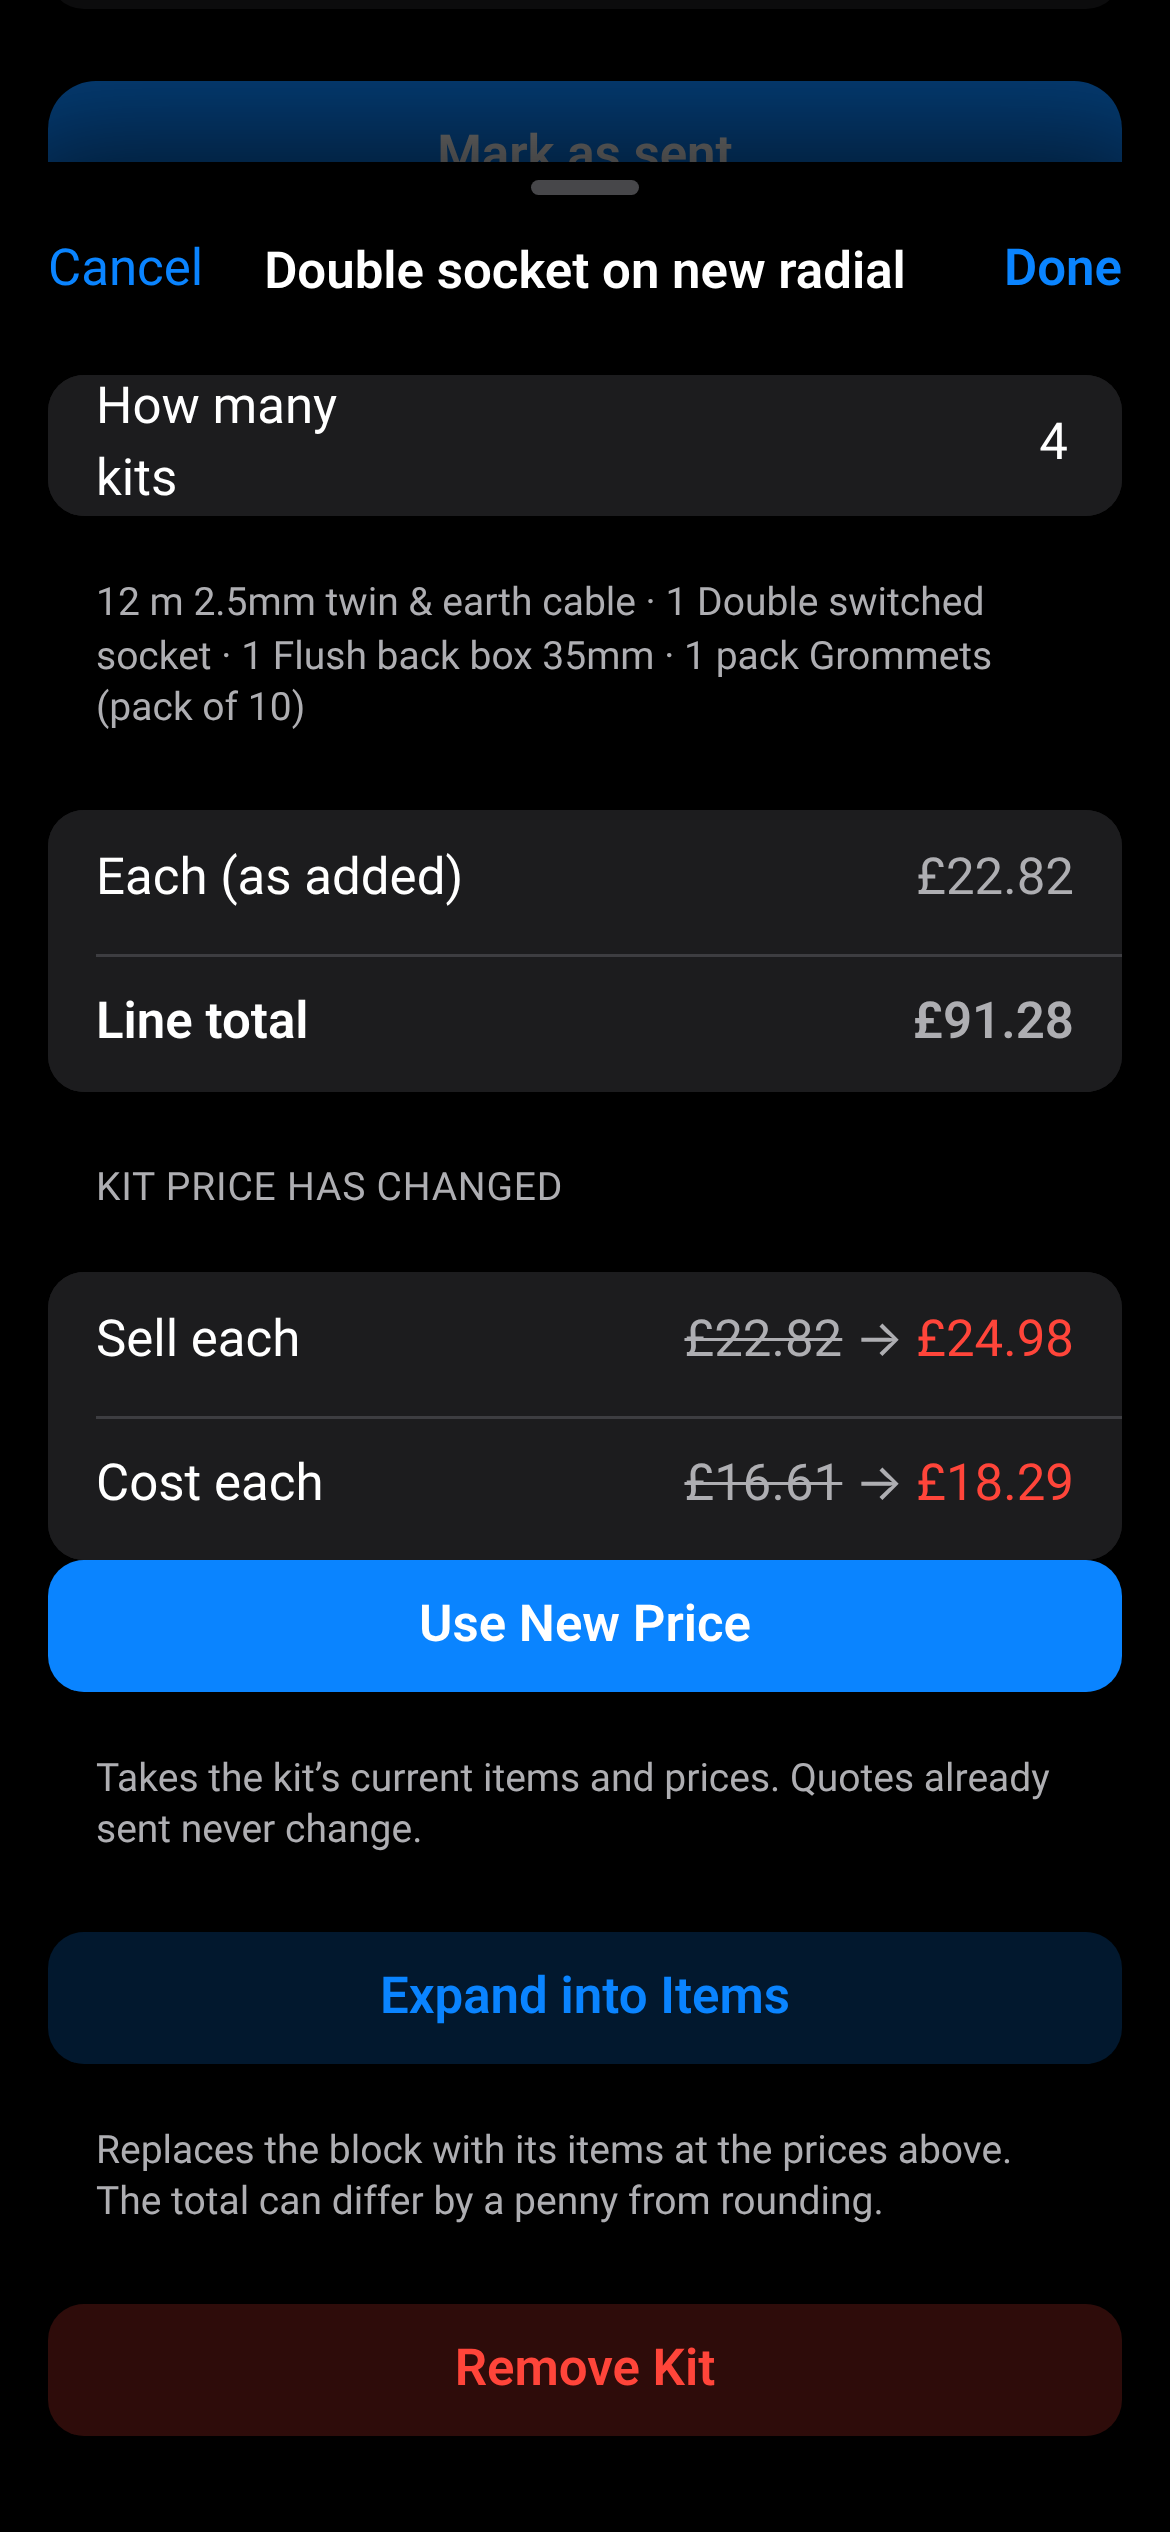 Mark as sent
Cancel
Double socket on new radial
Done
How many
kits
4
12 m 2.5mm twin & earth cable · 1 Double switched
socket · 1 Flush back box 35mm · 1 pack Grommets
(pack of 10)
Each (as added)
£22.82
Line total
£91.28
KIT PRICE HAS CHANGED
Sell each
£22.82 → £24.98
Cost each
£16.61 → £18.29
Use New Price
Takes the kit’s current items and prices. Quotes already
sent never change.
Expand into Items
Replaces the block with its items at the prices above.
The total can differ by a penny from rounding.
Remove Kit